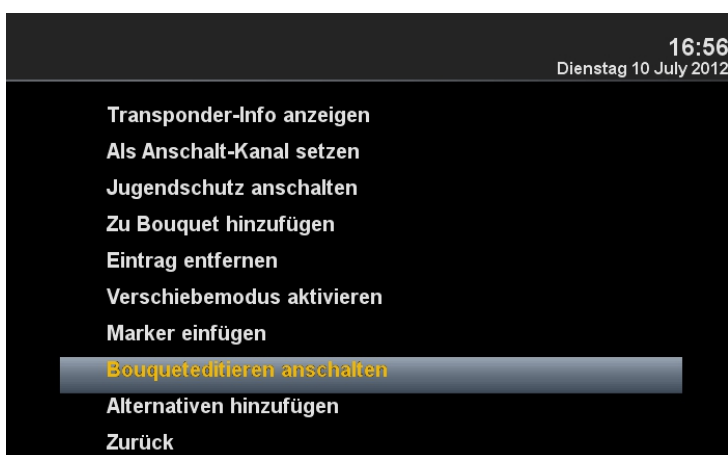 16:56
Dienstag 10 July 2012
Transponder-Info anzeigen
Als Anschalt-Kanal setzen
Jugendschutz anschalten
Zu Bouquet hinzufügen
Eintrag entfernen
Verschiebemodus aktivieren
Marker einfügen
Bouqueteditieren anschalten
Alternativen hinzufügen
Zurück